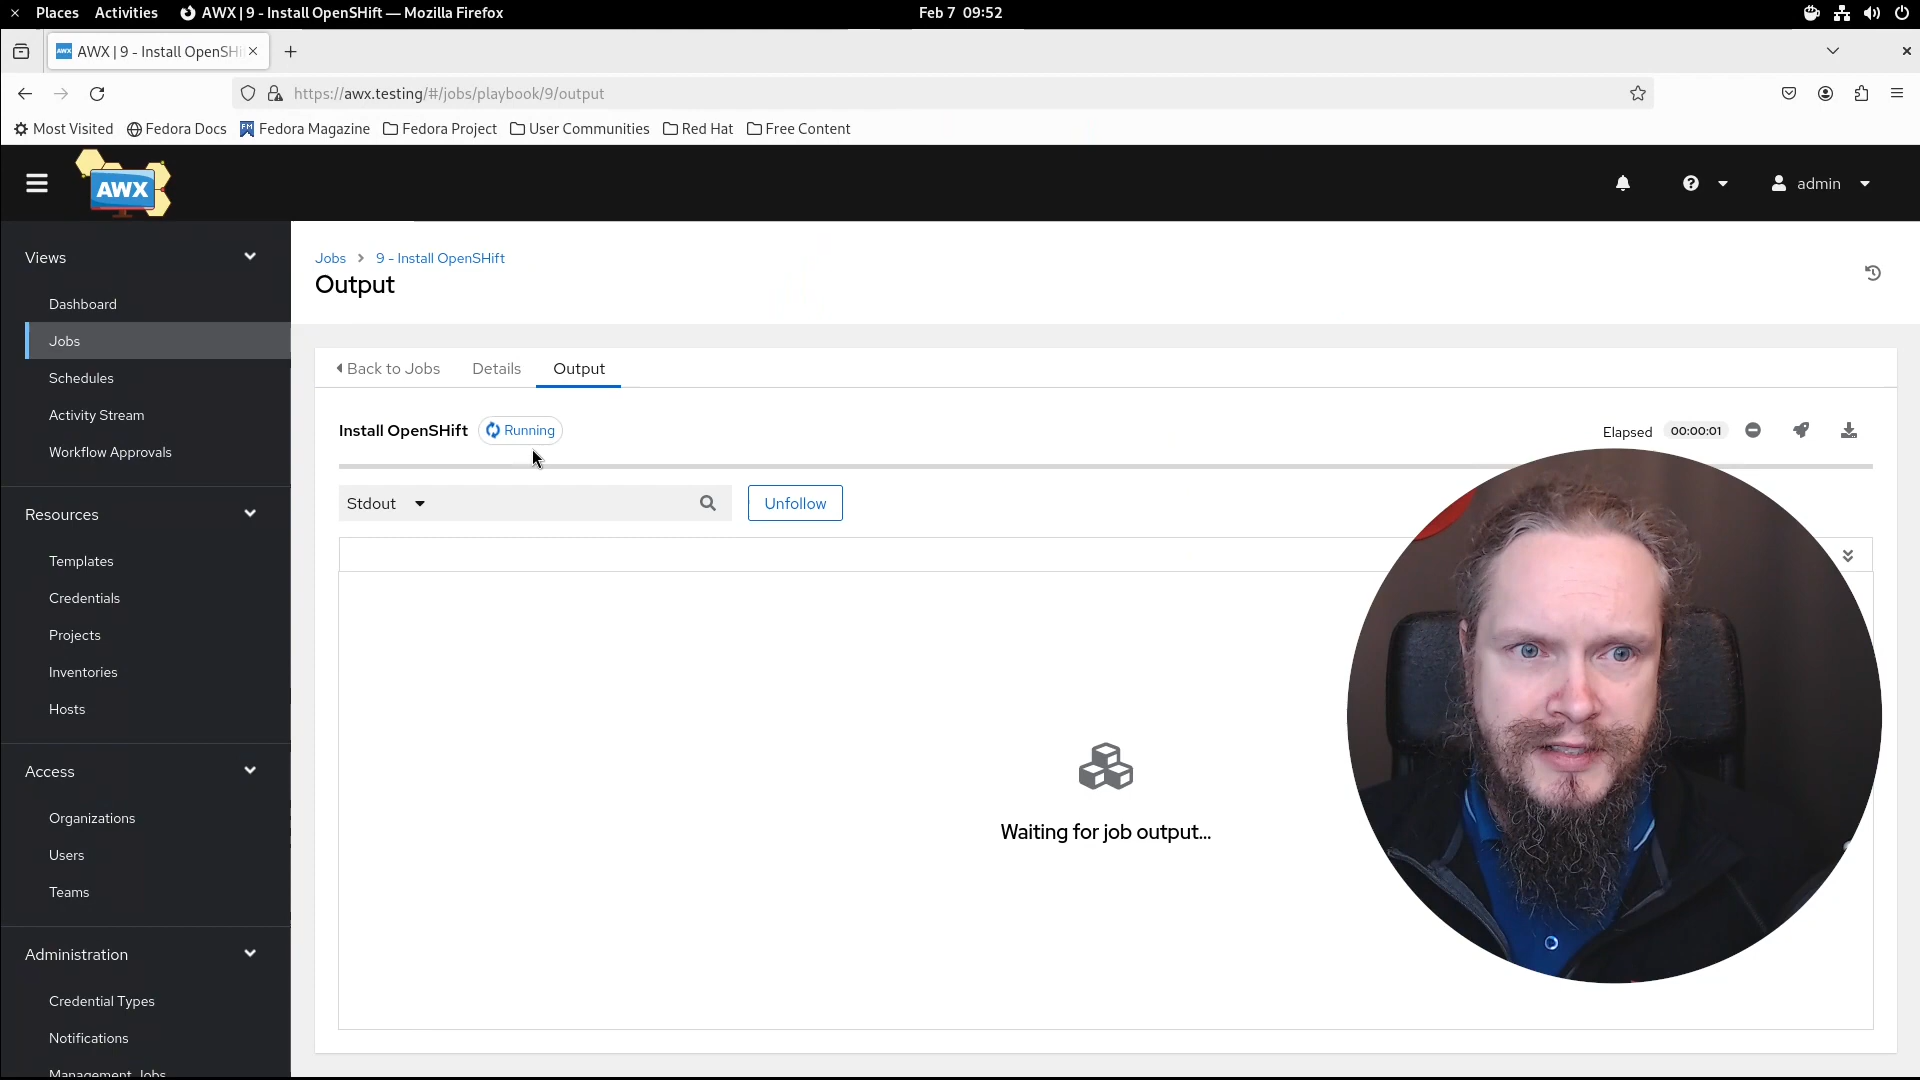 Places Activities AWX | 9 - Install OpenSHift — Mozilla Firefox Feb 7 09:52
AWX | 9 - Install OpenSHi
https://awx.testing/#/jobs/playbook/9/output
Most Visited Fedora Docs Fedora Magazine Fedora Project User Communities Red Hat Free Content
AWX
admin
Views
Dashboard
Jobs
Schedules
Activity Stream
Workflow Approvals
Resources
Templates
Credentials
Projects
Inventories
Hosts
Access
Organizations
Users
Teams
Administration
Credential Types
Notifications
Management Jobs
Jobs > 9 - Install OpenSHift
Output
Back to Jobs Details Output
Install OpenSHift Running Elapsed 00:00:01
Stdout Unfollow
Waiting for job output...